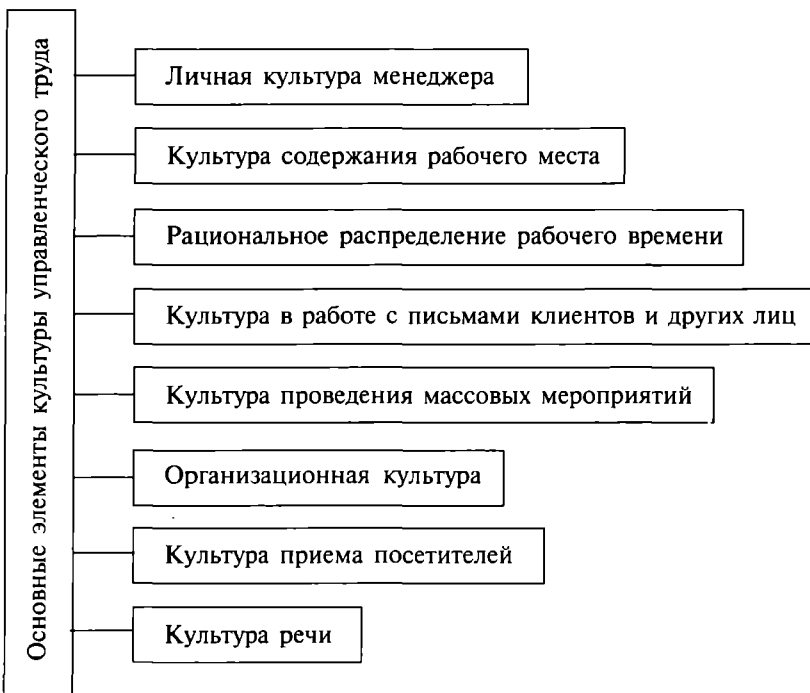 Основные элементы культуры управленческого труда
Личная культура менеджера
Культура содержания рабочего места
Рациональное распределение рабочего времени
Культура в работе с письмами клиентов и других лиц
Культура проведения массовых мероприятий
Организационная культура
Культура приема посетителей
Культура речи